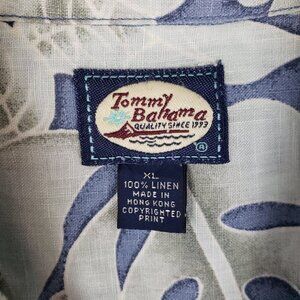 Tommy
Bahama
QUALITY SINCE 1993
®
XL
100% LINEN
MADE IN
HONG KONG
COPYRIGHTED
PRINT